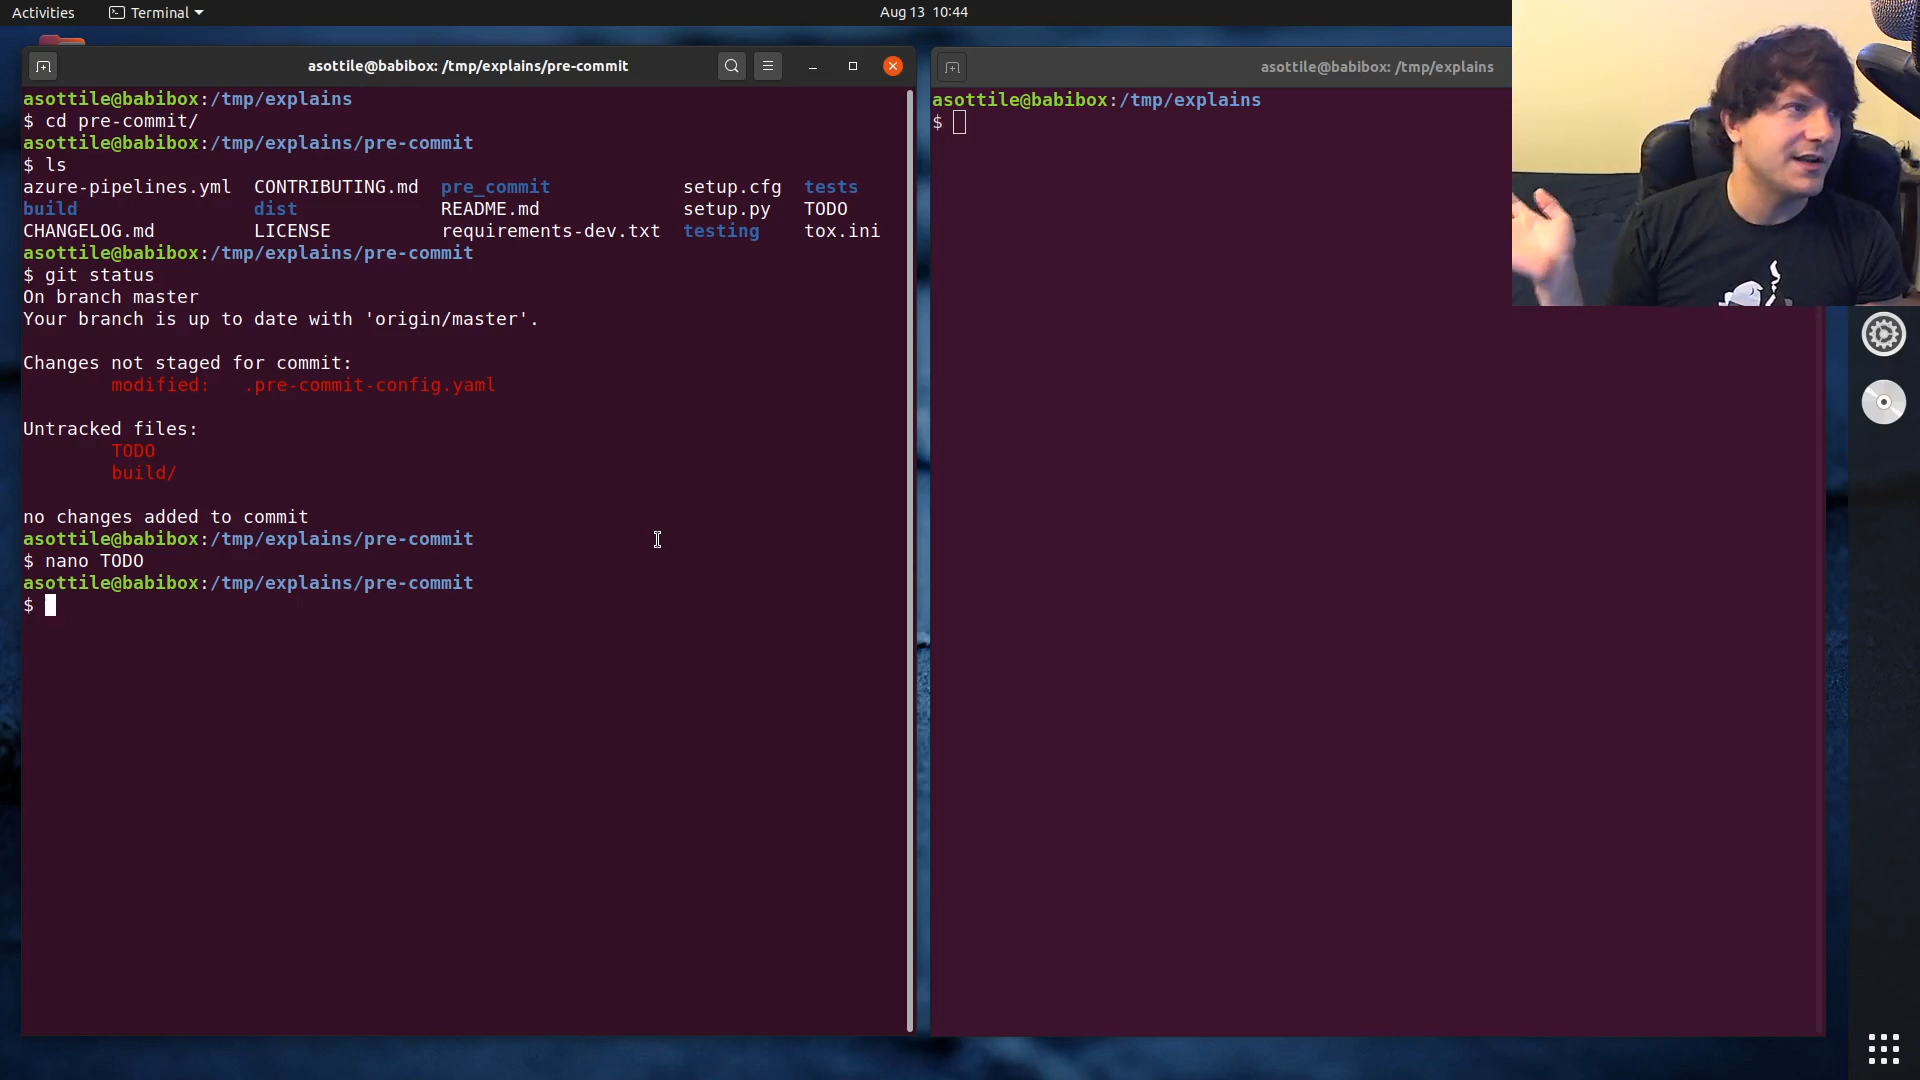 Activities
Terminal
Aug 13 10:44
asottile@babibox: /tmp/explains/pre-commit
asottile@babibox:/tmp/explains
$ cd pre-commit/
asottile@babibox:/tmp/explains/pre-commit
$ ls
azure-pipelines.yml CONTRIBUTING.md pre_commit setup.cfg tests
build dist README.md setup.py TODO
CHANGELOG.md LICENSE requirements-dev.txt testing tox.ini
asottile@babibox:/tmp/explains/pre-commit
$ git status
On branch master
Your branch is up to date with 'origin/master'.
Changes not staged for commit:
modified: .pre-commit-config.yaml
Untracked files:
TODO
build/
no changes added to commit
asottile@babibox:/tmp/explains/pre-commit
$ nano TODO
asottile@babibox:/tmp/explains/pre-commit
$
asottile@babibox: /tmp/explains
asottile@babibox:/tmp/explains
$